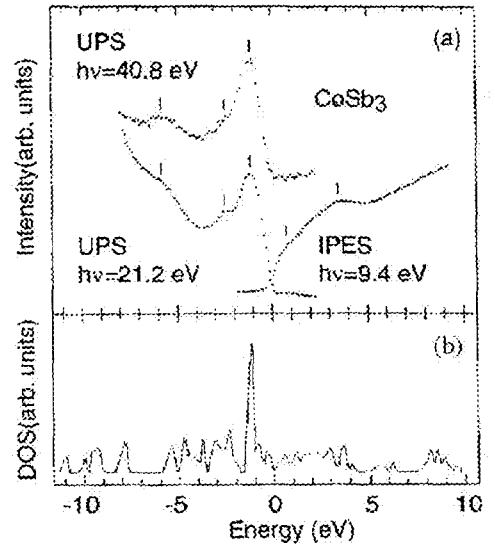 UPS
hν=40.8 eV
(a)
CoSb3
Intensity(arb. units)
UPS
hν=21.2 eV
IPES
hν=9.4 eV
(b)
DOS(arb. units)
-10 -5 0 5 10
Energy (eV)